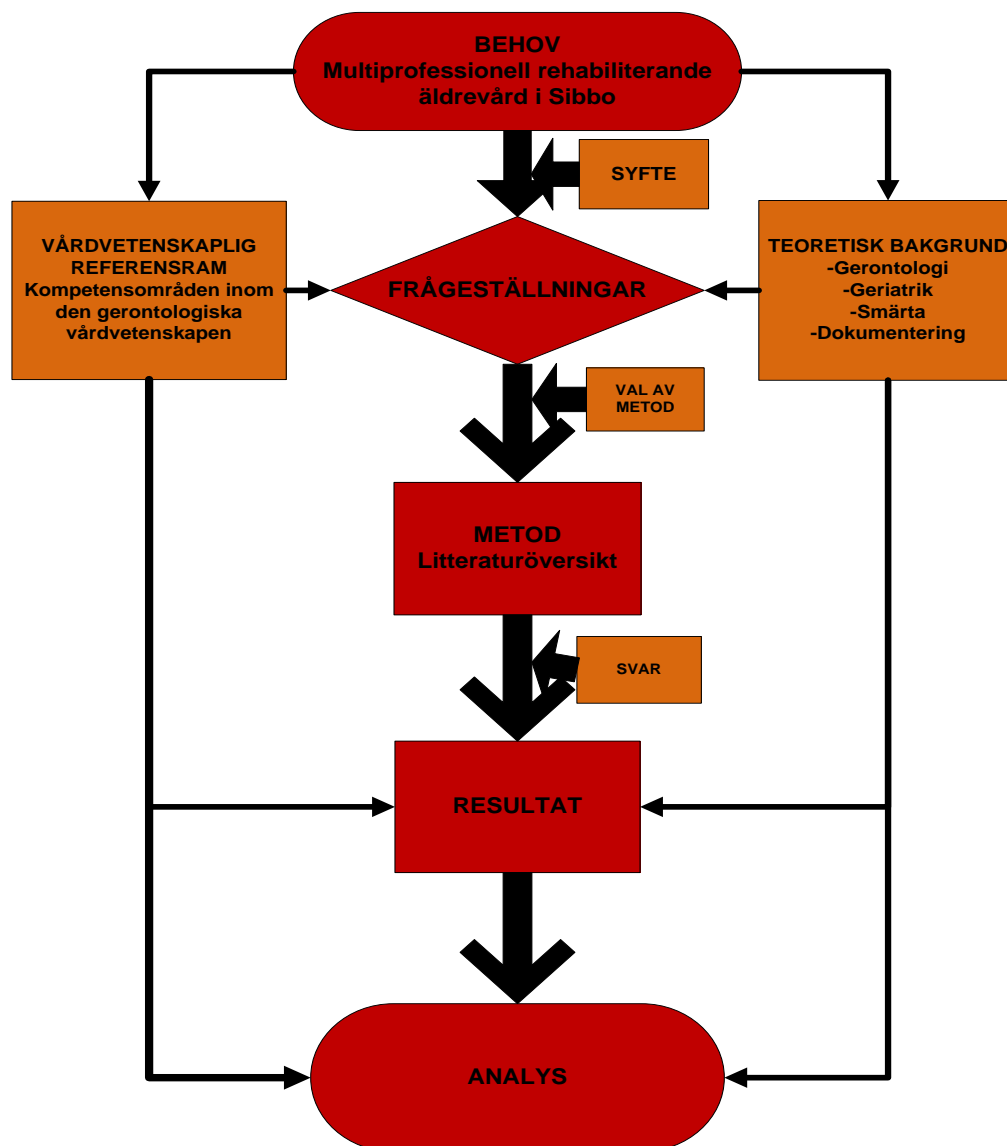 BEHOV
Multiprofessionell rehabiliterande
äldrevård i Sibbo
SYFTE
VÅRDVETENSKAPLIG
REFERENSRAM
Kompetensområden inom
den gerontologiska
vårdvetenskapen
FRÅGESTÄLLNINGAR
TEORETISK BAKGRUND
-Gerontologi
-Geriatrik
-Smärta
-Dokumentering
VAL AV
METOD
METOD
Litteraturöversikt
SVAR
RESULTAT
ANALYS